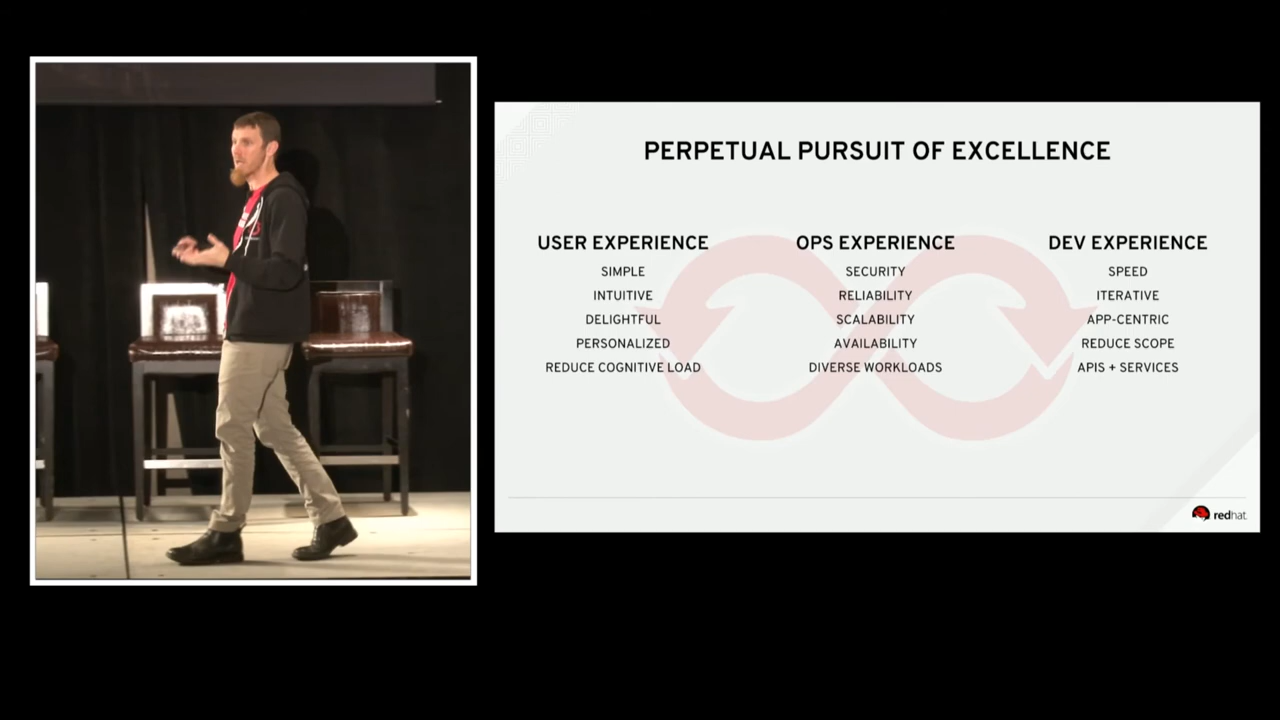 PERPETUAL PURSUIT OF EXCELLENCE
USER EXPERIENCE
SIMPLE
INTUITIVE
DELIGHTFUL
PERSONALIZED
REDUCE COGNITIVE LOAD
OPS EXPERIENCE
SECURITY
RELIABILITY
SCALABILITY
AVAILABILITY
DIVERSE WORKLOADS
DEV EXPERIENCE
SPEED
ITERATIVE
APP-CENTRIC
REDUCE SCOPE
APIS + SERVICES
redhat.